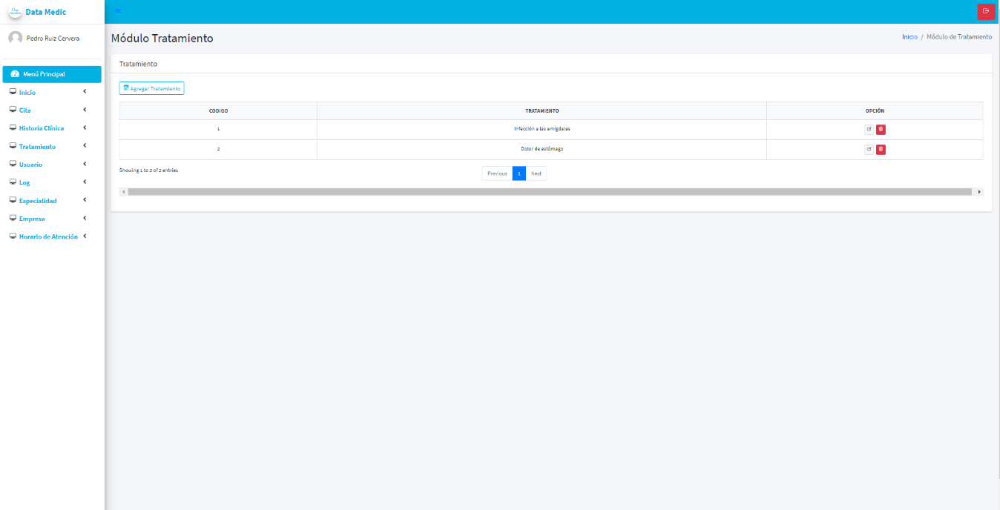 Data Medic
Pedro Ruiz Cervera
Menú Principal
Inicio
Cita
Historia Clínica
Tratamiento
Usuario
Log
Especialidad
Empresa
Horario de Atención
Módulo Tratamiento
Inicio / Módulo de Tratamiento
Tratamiento
Agregar Tratamiento
CODIGO TRATAMIENTO OPCIÓN
1 Infección a las amígdalas
2 Dolor de estómago
Showing 1 to 2 of 2 entries
Previous 1 Next